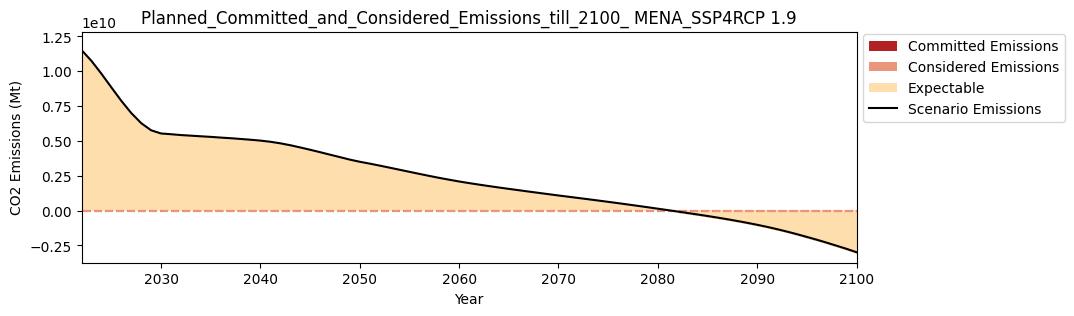 Planned_Committed_and_Considered_Emissions_till_2100_ MENA_SSP4RCP 1.9
1e10
1.25
1.00
0.75
0.50
0.25
0.00
−0.25
CO2 Emissions (Mt)
2030 2040 2050 2060 2070 2080 2090 2100
Year
Committed Emissions
Considered Emissions
Expectable
Scenario Emissions